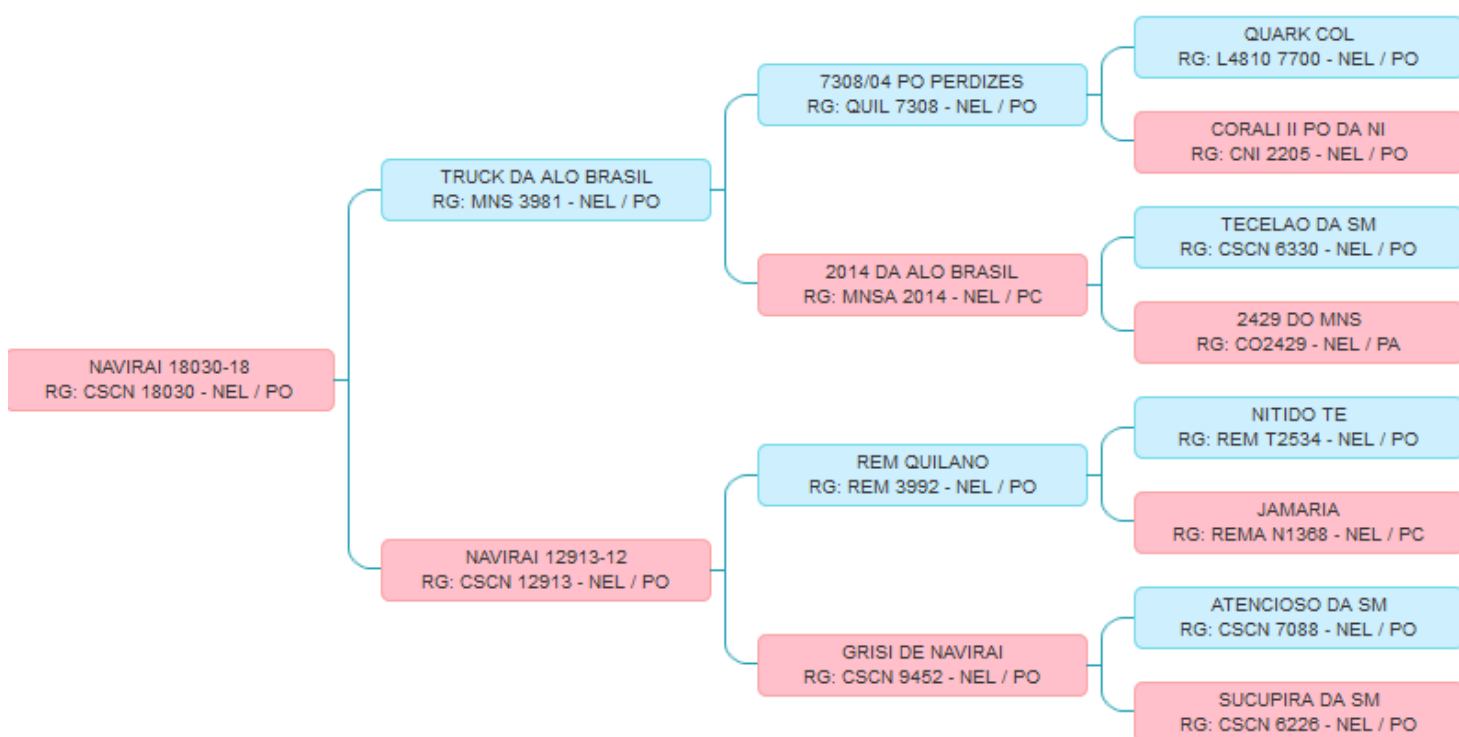 QUARK COL
RG: L4810 7700 - NEL / PO
7308/04 PO PERDIZES
RG: QUIL 7308 - NEL / PO
CORALI II PO DA NI
RG: CNI 2205 - NEL / PO
TRUCK DA ALO BRASIL
RG: MNS 3981 - NEL / PO
TECELAO DA SM
RG: CSCN 6330 - NEL / PO
2014 DA ALO BRASIL
RG: MNSA 2014 - NEL / PC
2429 DO MNS
RG: CO2429 - NEL / PA
NAVIRAI 18030-18
RG: CSCN 18030 - NEL / PO
NITIDO TE
RG: REM T2534 - NEL / PO
REM QUILANO
RG: REM 3992 - NEL / PO
JAMARIA
RG: REMA N1368 - NEL / PC
NAVIRAI 12913-12
RG: CSCN 12913 - NEL / PO
ATENCIOSO DA SM
RG: CSCN 7088 - NEL / PO
GRISI DE NAVIRAI
RG: CSCN 9452 - NEL / PO
SUCUPIRA DA SM
RG: CSCN 6226 - NEL / PO